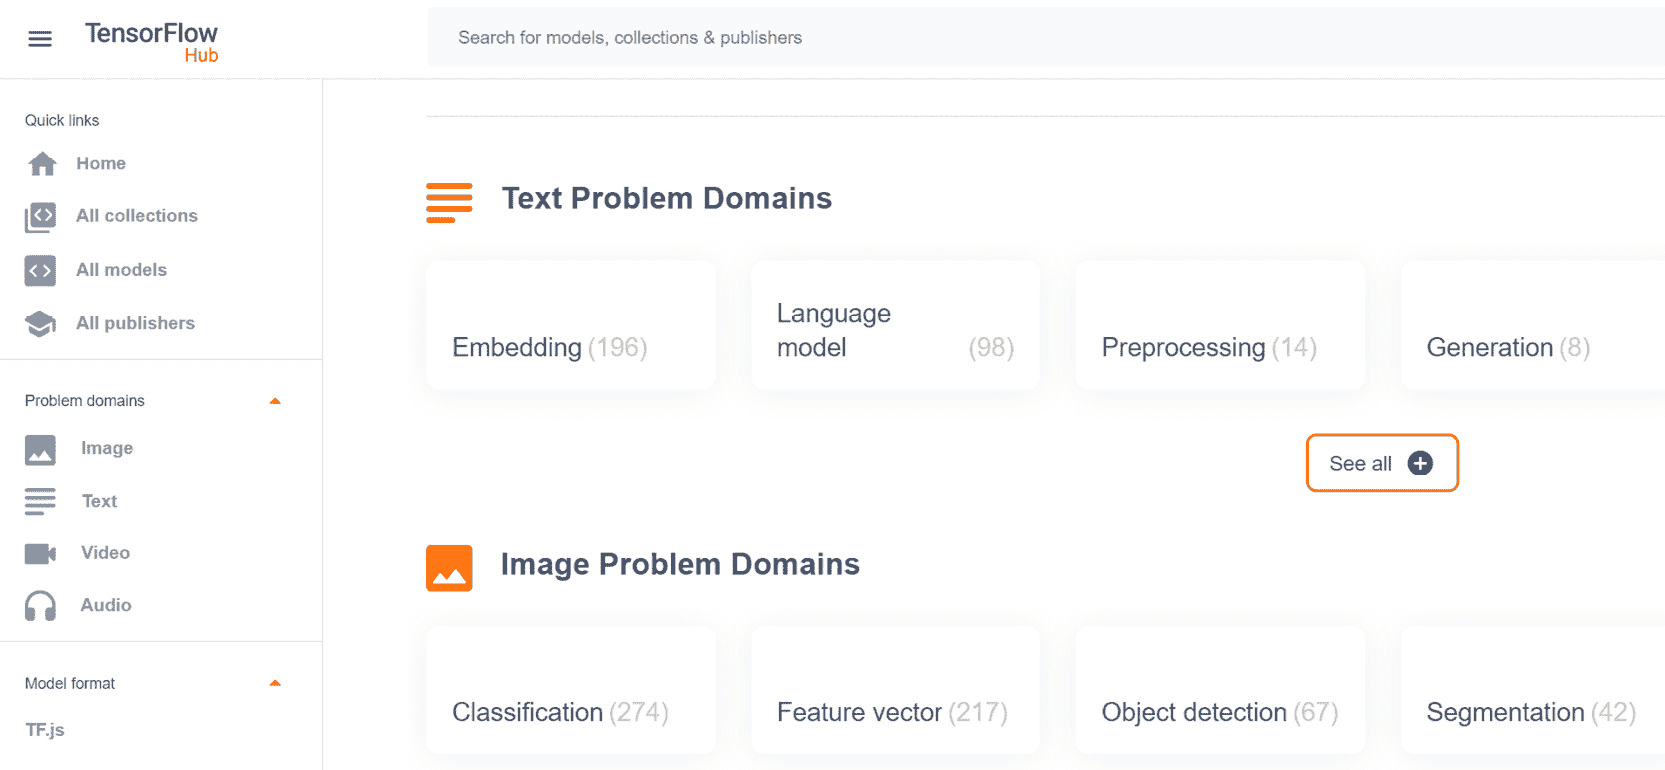 TensorFlow
Hub
Search for models, collections & publishers
Quick links
Home
All collections
All models
All publishers
Problem domains
Image
Text
Video
Audio
Model format
TF.js
Text Problem Domains
Embedding (196)
Language
model (98)
Preprocessing (14)
Generation (8)
See all
Image Problem Domains
Classification (274)
Feature vector (217)
Object detection (67)
Segmentation (42)